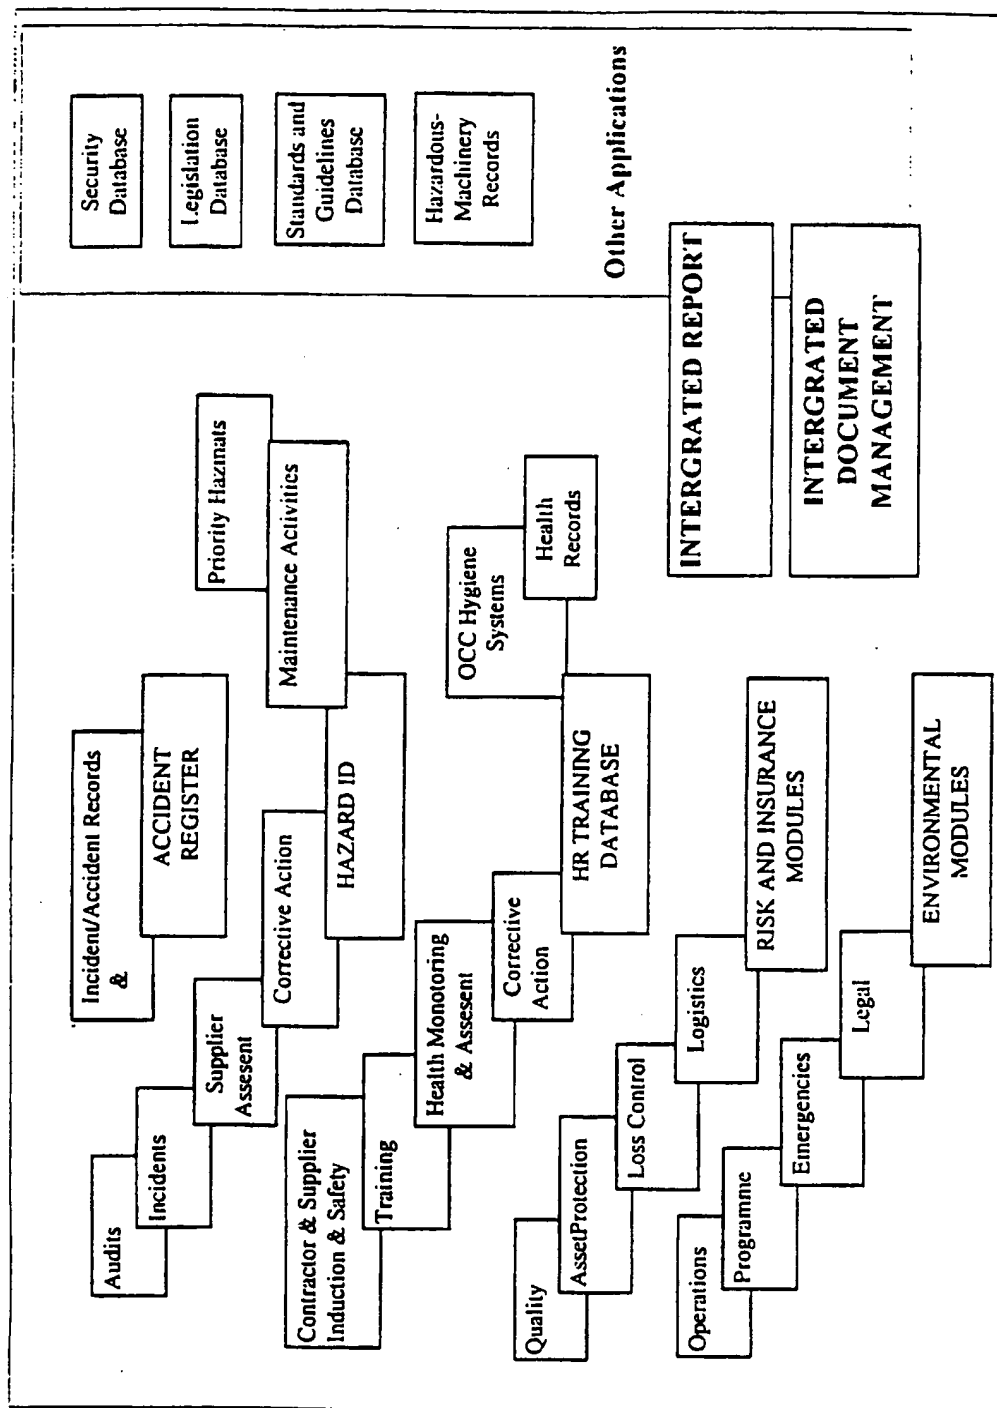 Incident/Accident Records
&
ACCIDENT
REGISTER
Audits
Incidents
Supplier
Assesent
Corrective Action
HAZARD ID
Maintenance Activities
Priority Hazmats
Contractor & Supplier
Induction & Safety
Training
Health Monotoring
& Assesent
Corrective
Action
HR TRAINING
DATABASE
OCC Hygiene
Systems
Health
Records
Quality
AssetProtection
Loss Control
Logistics
RISK AND INSURANCE
MODULES
Operations
Programme
Emergencies
Legal
ENVIRONMENTAL
MODULES
Security
Database
Legislation
Database
Standards and
Guidelines
Database
Hazardous-
Machinery
Records
Other Applications
INTERGRATED REPORT
INTERGRATED
DOCUMENT
MANAGEMENT